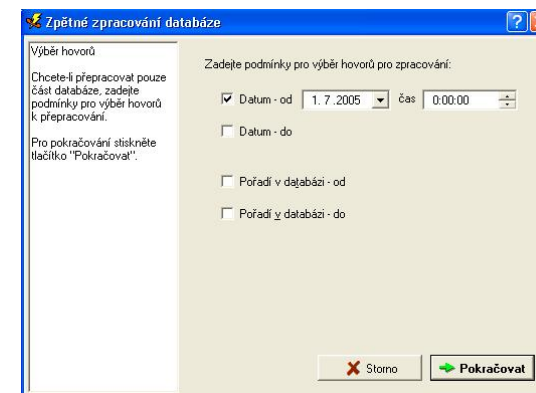 Zpětné zpracování databáze
Výběr hovorů
Chcete-li přepracovat pouze
část databáze, zadejte
podmínky pro výběr hovorů
k přepracování.
Pro pokračování stiskněte
tlačítko "Pokračovat".
Zadejte podmínky pro výběr hovorů pro zpracování:
Datum - od 1. 7 .2005 čas 0:00:00
Datum - do
Pořadí v databázi - od
Pořadí v databázi - do
Storno Pokračovat